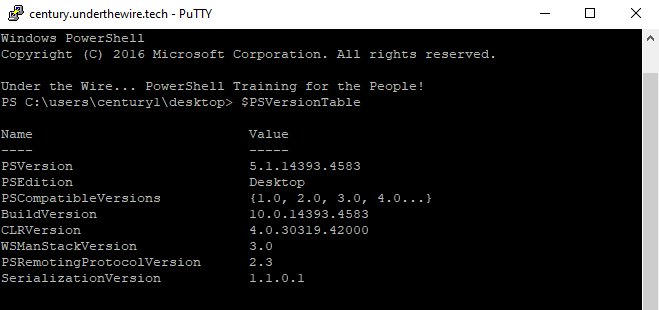 century.underthewire.tech - PuTTY
Windows PowerShell
Copyright (C) 2016 Microsoft Corporation. All rights reserved.
Under the Wire... PowerShell Training for the People!
PS C:\users\century1\desktop> $PSVersionTable
Name                           Value
----                           -----
PSVersion                      5.1.14393.4583
PSEdition                      Desktop
PSCompatibleVersions           {1.0, 2.0, 3.0, 4.0...}
BuildVersion                   10.0.14393.4583
CLRVersion                     4.0.30319.42000
WSManStackVersion              3.0
PSRemotingProtocolVersion      2.3
SerializationVersion           1.1.0.1